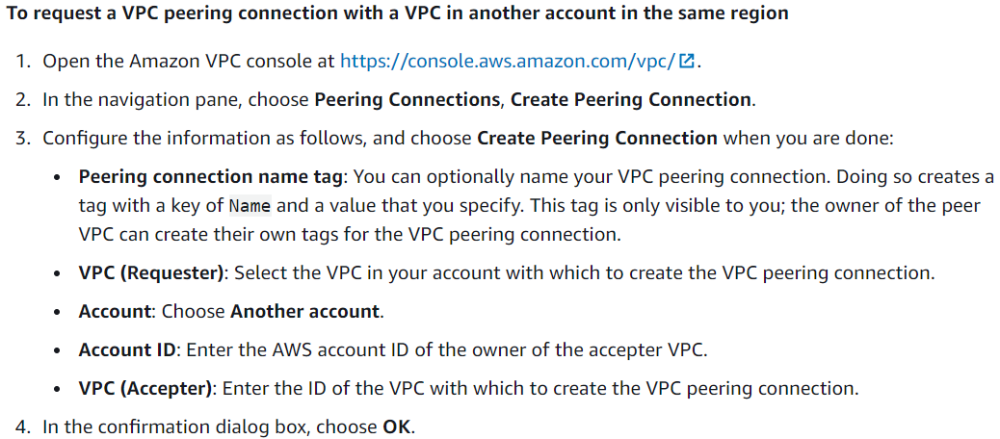 To request a VPC peering connection with a VPC in another account in the same region
1. Open the Amazon VPC console at https://console.aws.amazon.com/vpc/.
2. In the navigation pane, choose Peering Connections, Create Peering Connection.
3. Configure the information as follows, and choose Create Peering Connection when you are done:
• Peering connection name tag: You can optionally name your VPC peering connection. Doing so creates a
tag with a key of Name and a value that you specify. This tag is only visible to you; the owner of the peer
VPC can create their own tags for the VPC peering connection.
• VPC (Requester): Select the VPC in your account with which to create the VPC peering connection.
• Account: Choose Another account.
• Account ID: Enter the AWS account ID of the owner of the accepter VPC.
• VPC (Accepter): Enter the ID of the VPC with which to create the VPC peering connection.
4. In the confirmation dialog box, choose OK.